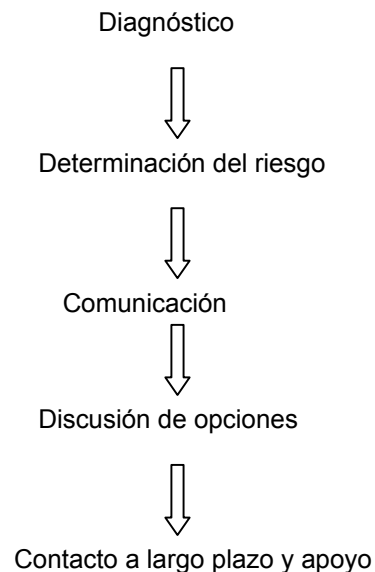 Diagnóstico
Determinación del riesgo
Comunicación
Discusión de opciones
Contacto a largo plazo y apoyo